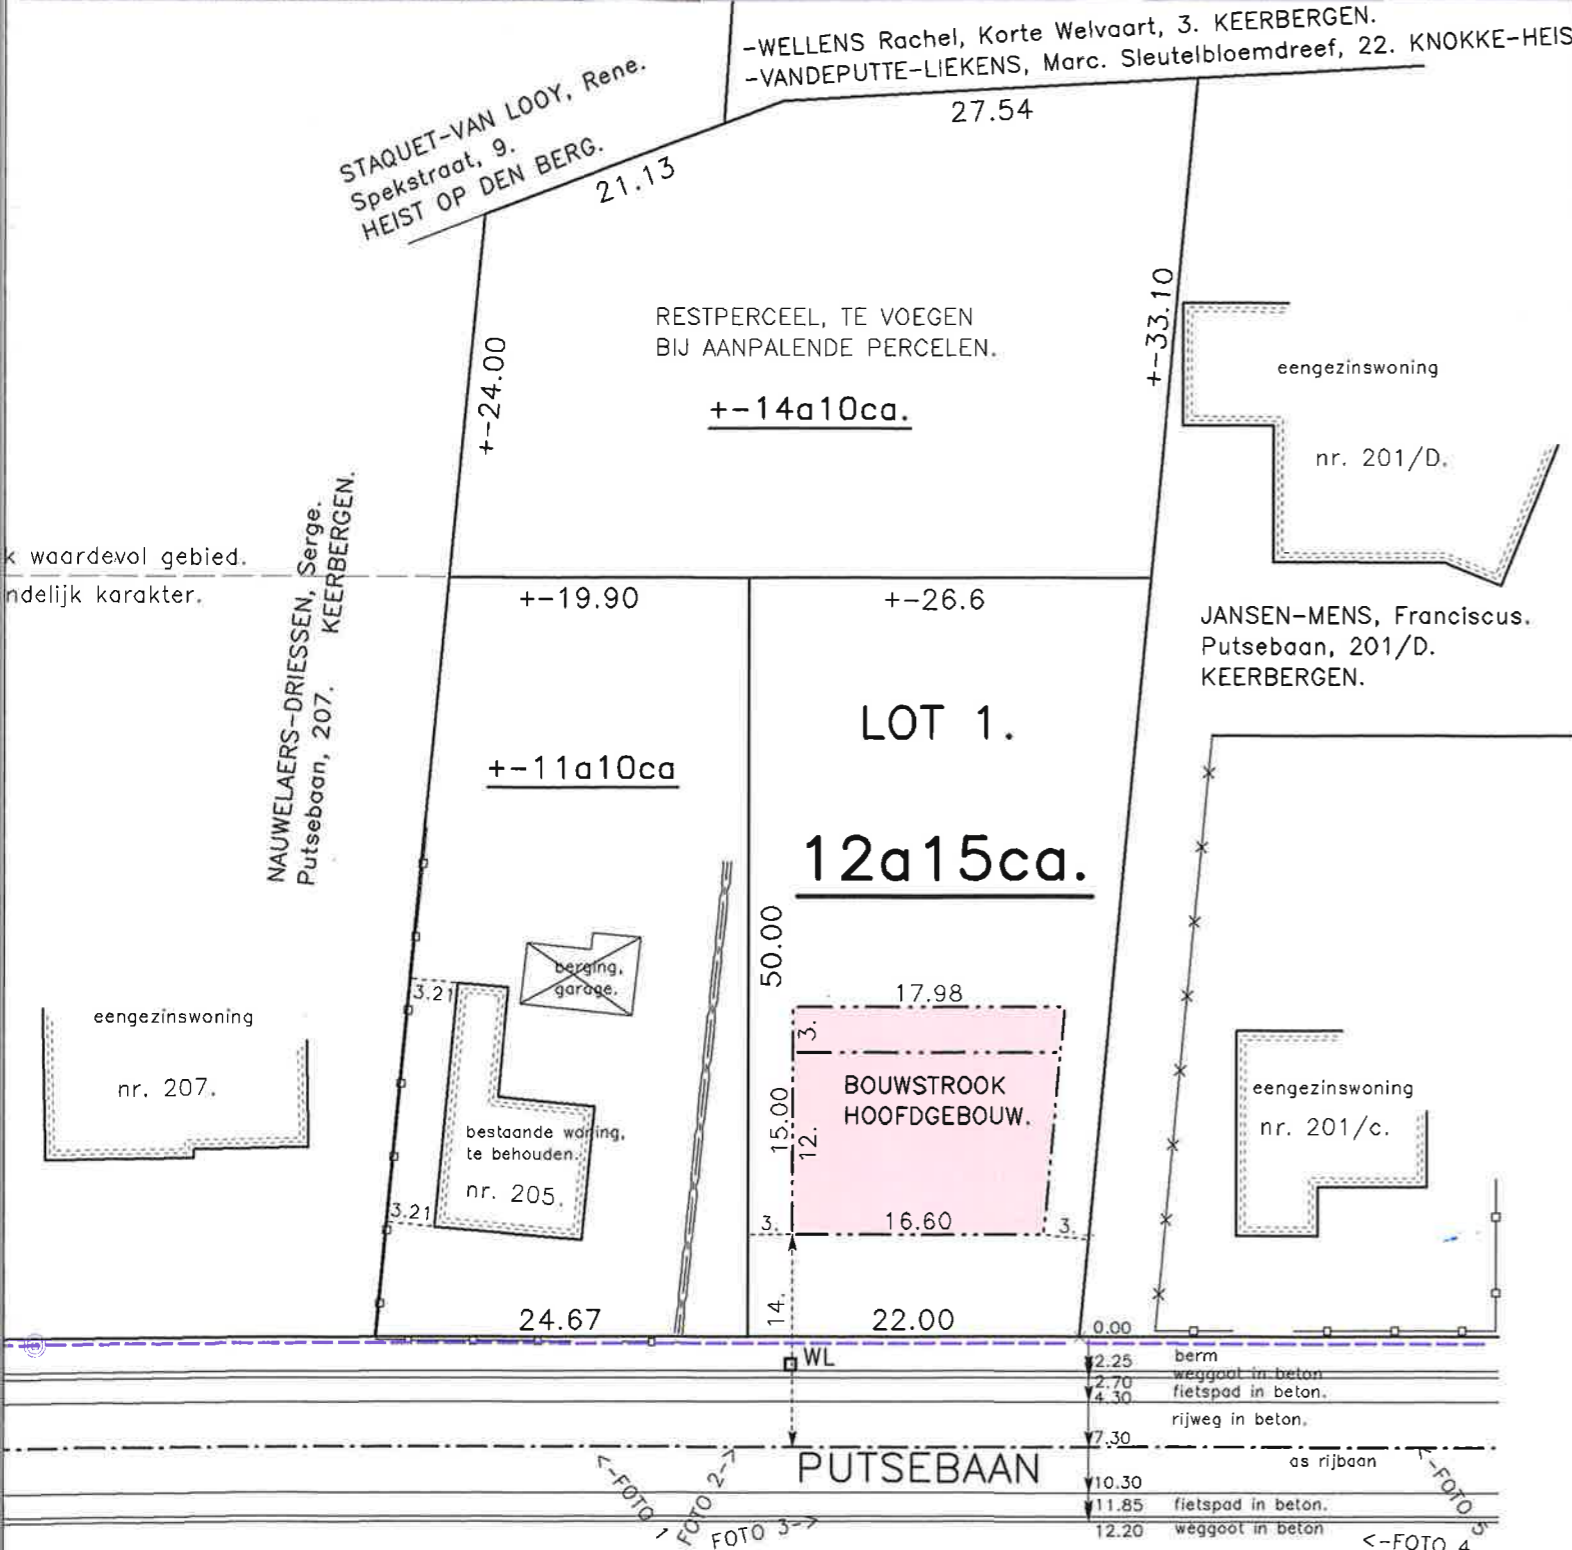 -WELLENS Rachel, Korte Welvaart, 3. KEERBERGEN.
-VANDEPUTTE-LIEKENS, Marc. Sleutelbloemdreef, 22. KNOKKE-HEIS
STAQUET-VAN LOOY, Rene.
Spekstraat, 9.
HEIST OP DEN BERG.
27.54
21.13
+-24.00
+-33.10
RESTPERCEEL, TE VOEGEN
BIJ AANPALENDE PERCELEN.
+-14a10ca.
eengezinswoning
nr. 201/D.
k waardevol gebied.
ndelijk karakter.
NAUWELAERS-DRIESSEN, Serge.
Putsebaan, 207. KEERBERGEN.
+-19.90
+-26.6
JANSEN-MENS, Franciscus.
Putsebaan, 201/D.
KEERBERGEN.
LOT 1.
+-11a10ca
12a15ca.
50.00
berging,
garage.
3.21
17.98
3.
eengezinswoning
nr. 207.
BOUWSTROOK
HOOFDGEBOUW.
15.00
12.
eengezinswoning
nr. 201/c.
bestaande woning,
te behouden.
nr. 205.
3.21
3.
16.60
3.
14.
24.67
22.00
0.00
WL
2.25 berm
weggoot in beton
2.70
4.30 fietspad in beton.
rijweg in beton.
7.30
PUTSEBAAN
as rijbaan
10.30
11.85 fietspad in beton.
12.20 weggoot in beton
<-FOTO 1
FOTO 2->
FOTO 3->
<-FOTO 4
<-FOTO 5